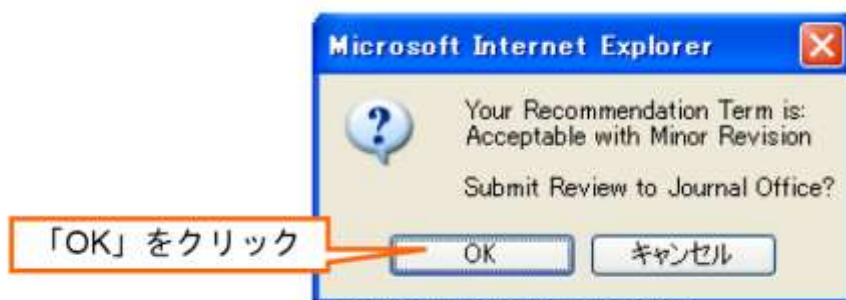 Microsoft Internet Explorer
Your Recommendation Term is:
Acceptable with Minor Revision
Submit Review to Journal Office?
「OK」をクリック
OK
キャンセル